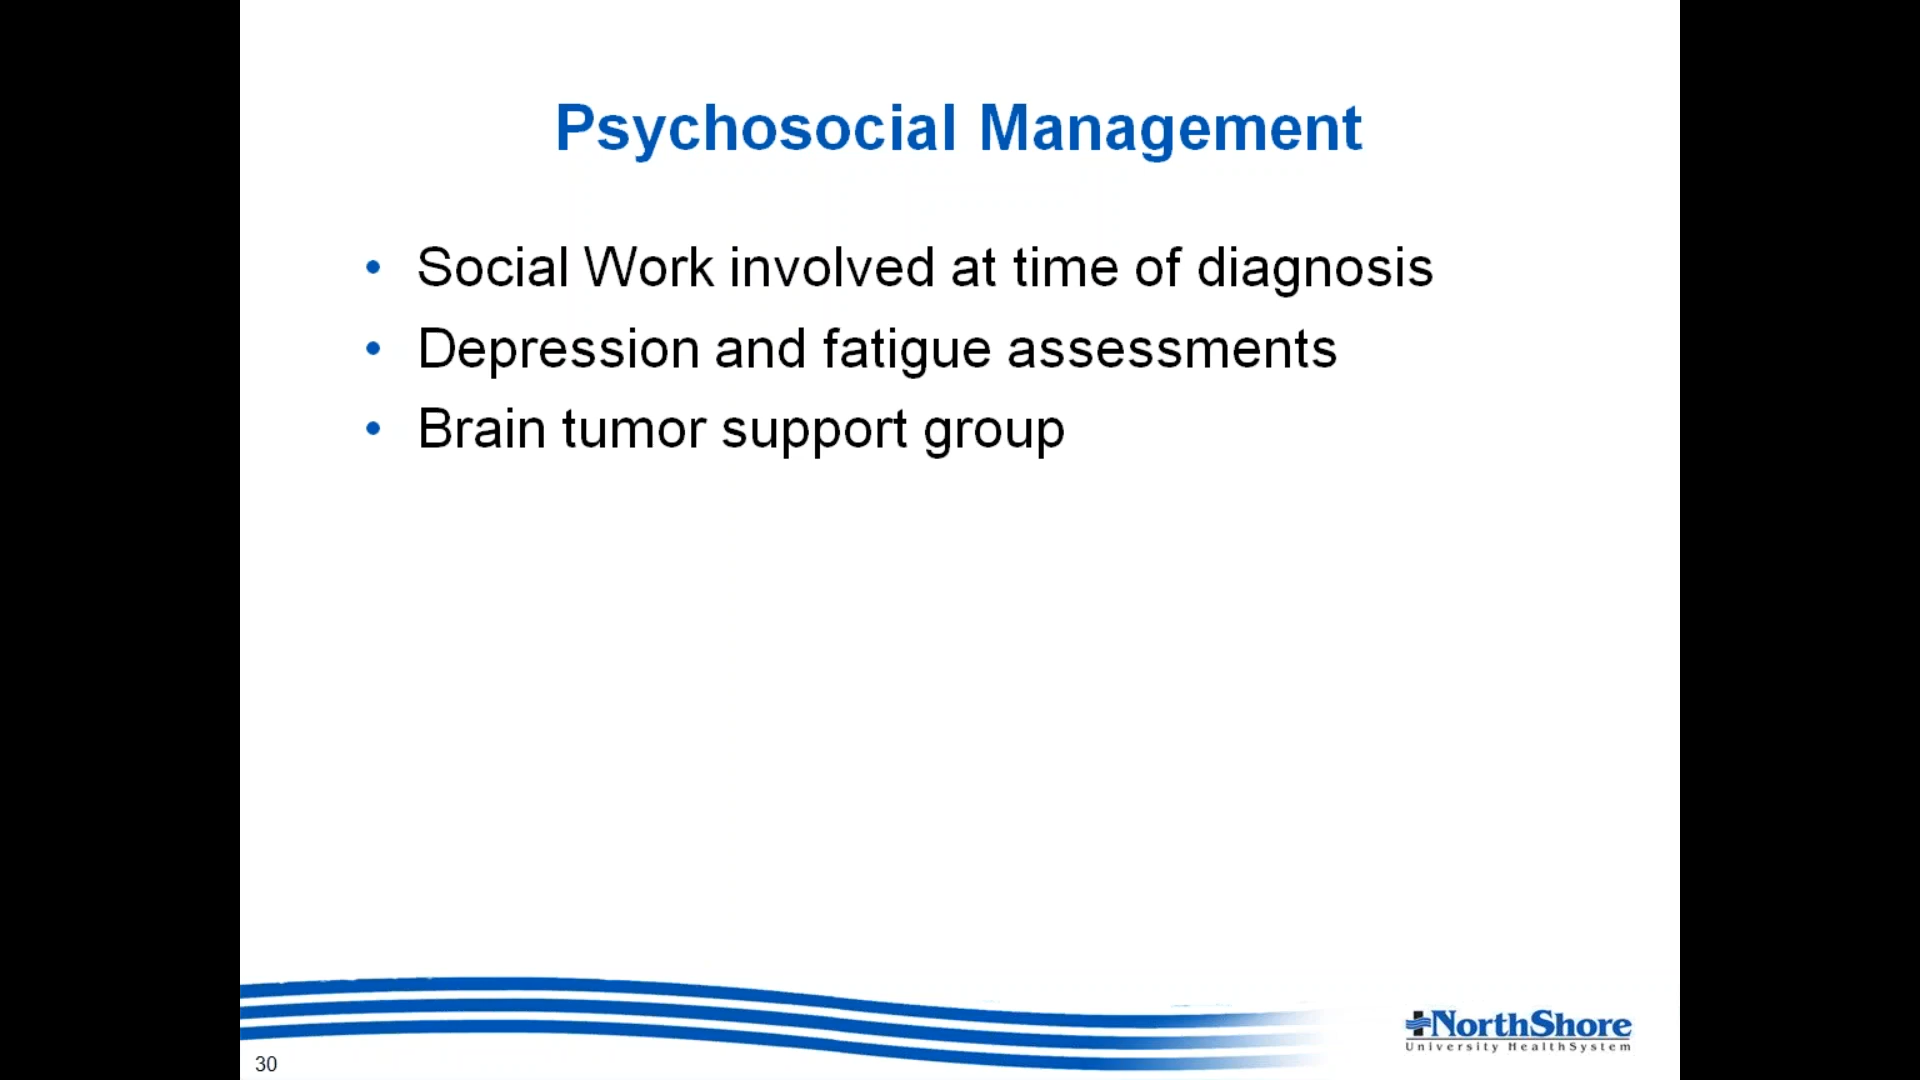 Psychosocial Management
• Social Work involved at time of diagnosis
• Depression and fatigue assessments
• Brain tumor support group
NorthShore
University HealthSystem
30